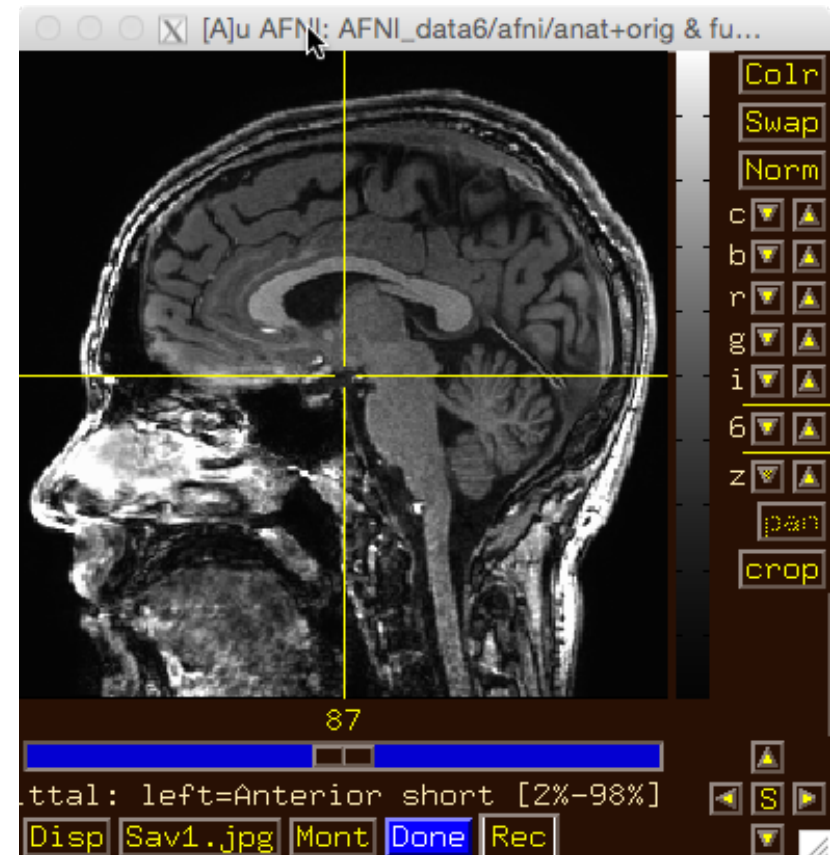 [A]u AFNI: AFNI_data6/afni/anat+orig & fu...
Colr
Swap
Norm
c
b
r
g
i
6
z
pan
crop
87
ittal: left=Anterior short [2%-98%]
S
Disp Sav1.jpg Mont Done Rec